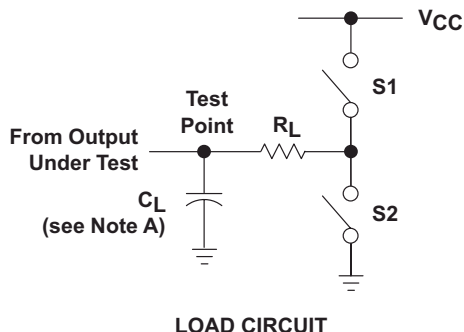 VCC
S1
Test
Point
RL
From Output
Under Test
CL
(see Note A)
S2
LOAD CIRCUIT